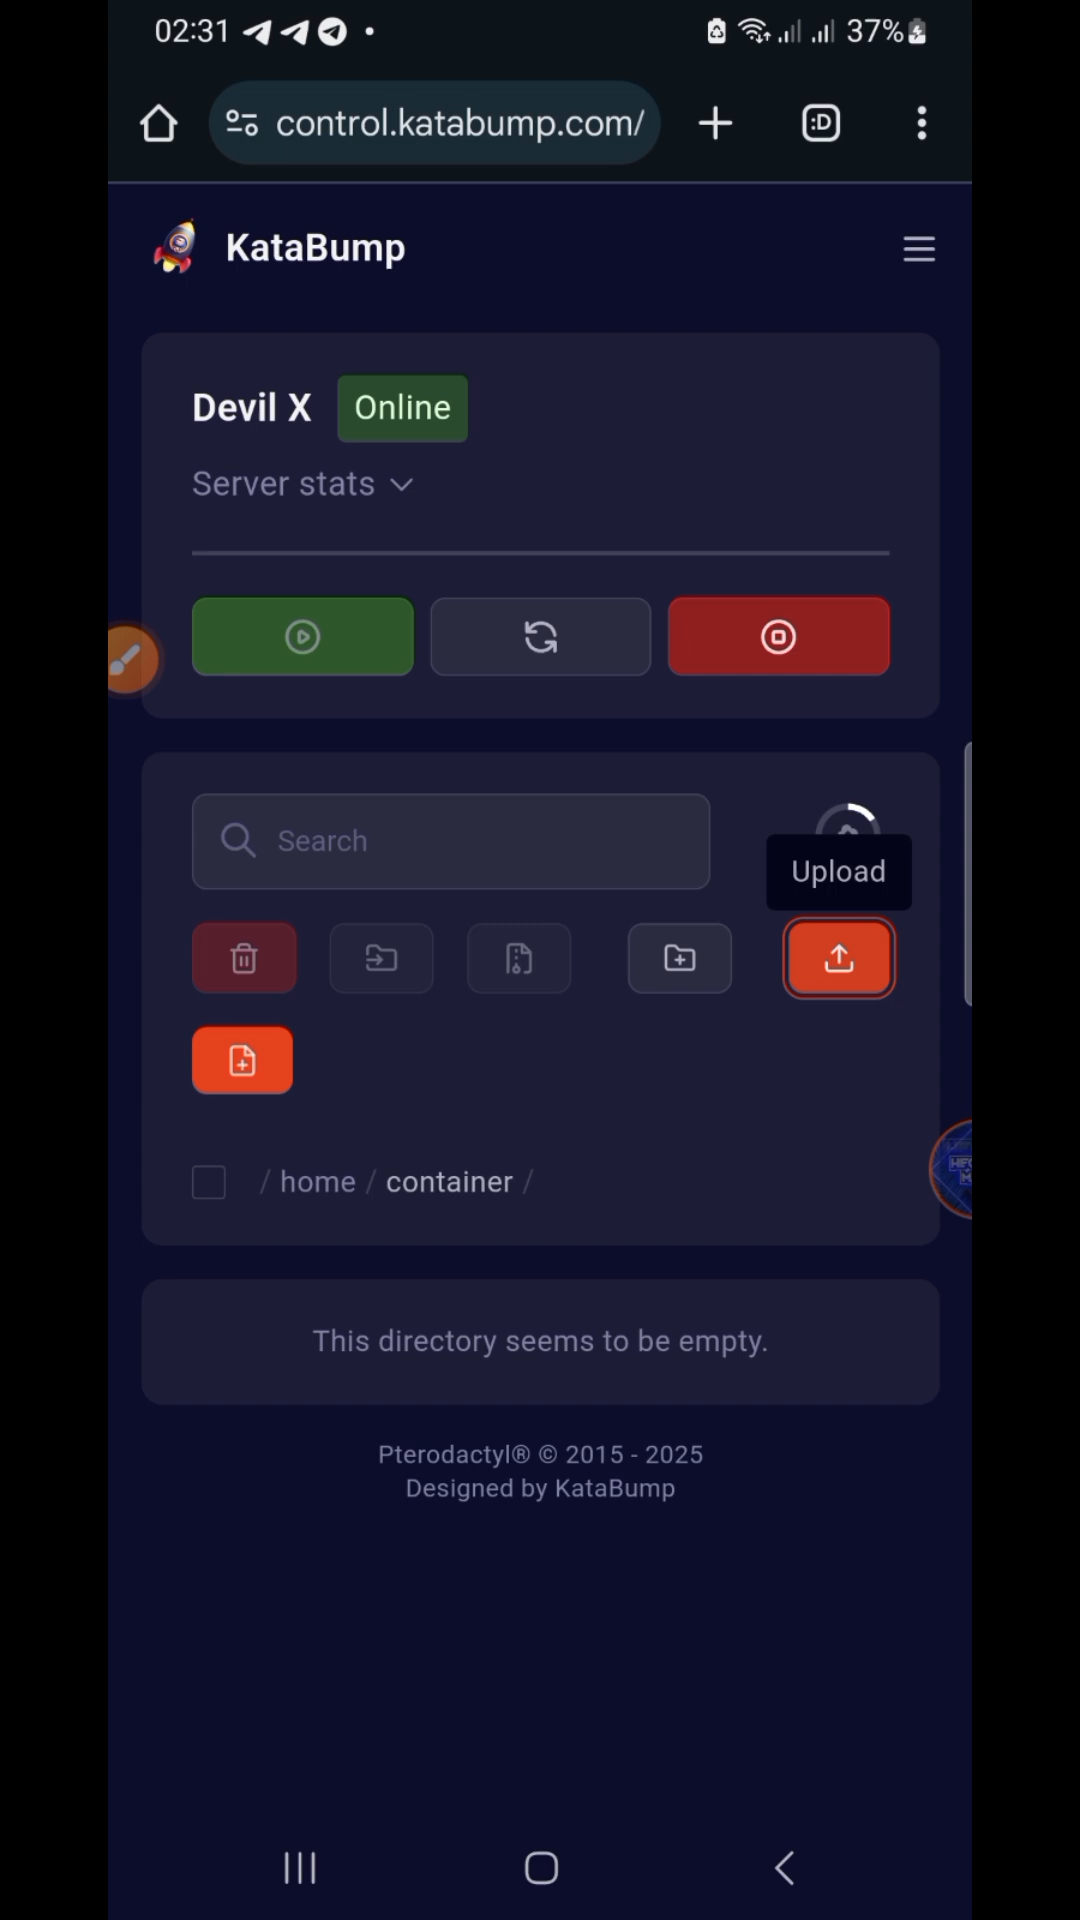 02:31
37%
control.katabump.com/
:D
KataBump
Devil X Online
Server stats
Search
Upload
/ home / container /
This directory seems to be empty.
Pterodactyl® © 2015 - 2025
Designed by KataBump